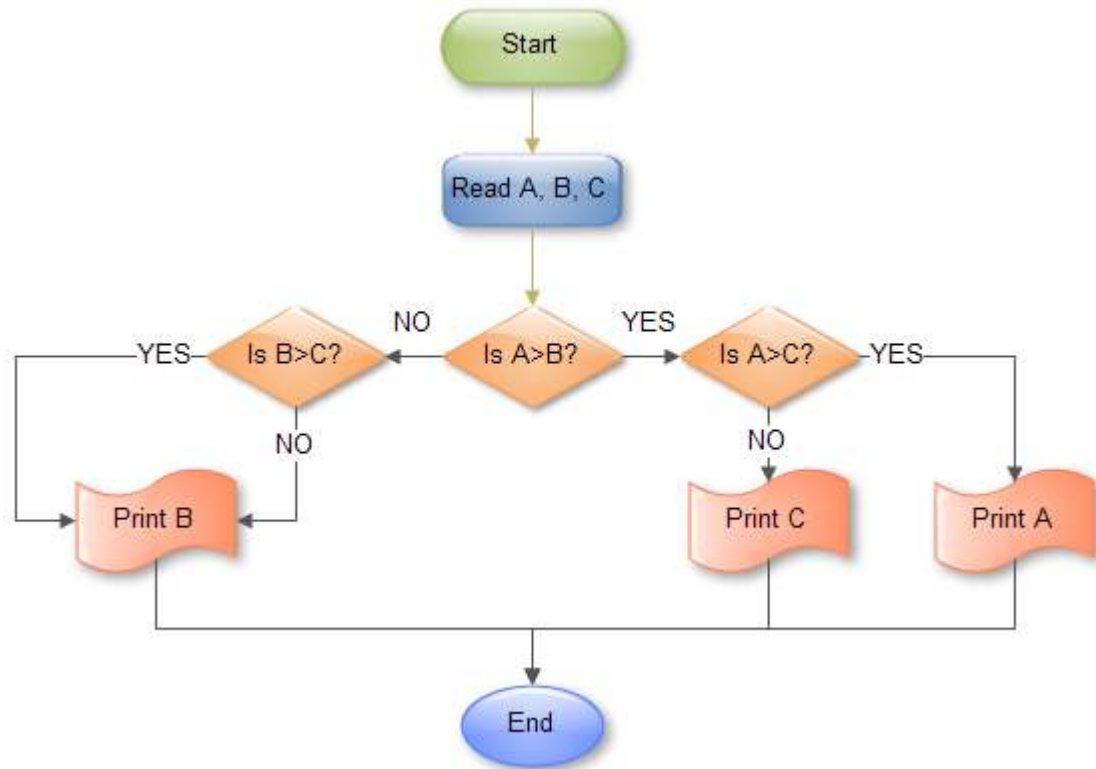 Start
Read A, B, C
NO
YES
YES
Is B>C?
Is A>B?
Is A>C?
YES
NO
NO
Print B
Print C
Print A
End